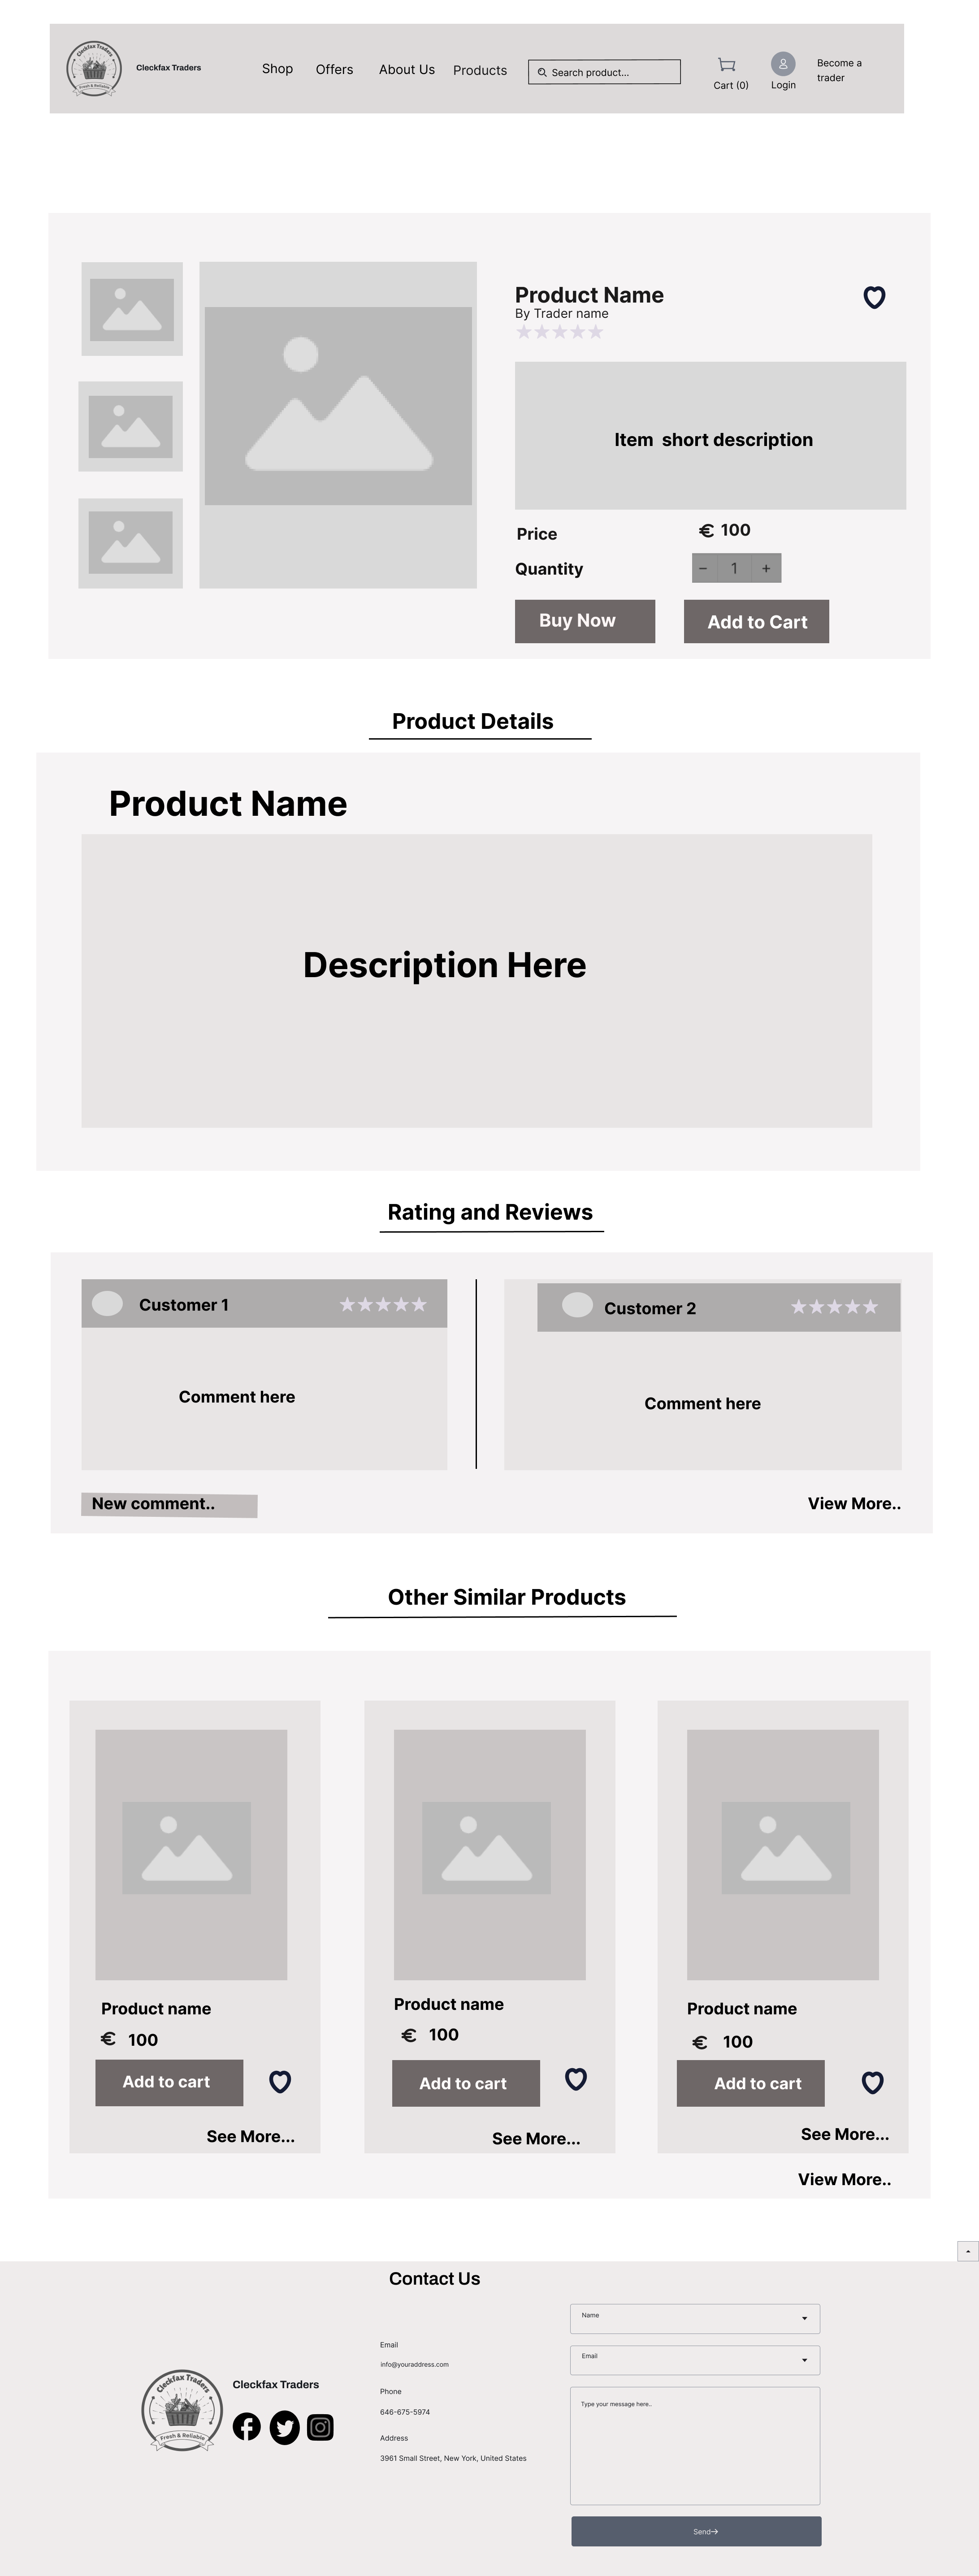 Cleckfax Traders
Fresh & Reliable
Cleckfax Traders
Shop
Offers
About Us
Products
Search product...
Cart (0)
Login
Become a
trader
Product Name
By Trader name
Item short description
Price
€ 100
Quantity
− 1 +
Buy Now
Add to Cart
Product Details
Product Name
Description Here
Rating and Reviews
Customer 1
Comment here
Customer 2
Comment here
New comment..
View More..
Other Similar Products
Product name
€ 100
Add to cart
See More...
Product name
€ 100
Add to cart
See More...
Product name
€ 100
Add to cart
See More...
View More..
Contact Us
Cleckfax Traders
Fresh & Reliable
Cleckfax Traders
Email
info@youraddress.com
Phone
646-675-5974
Address
3961 Small Street, New York, United States
Name
Email
Type your message here..
Send→